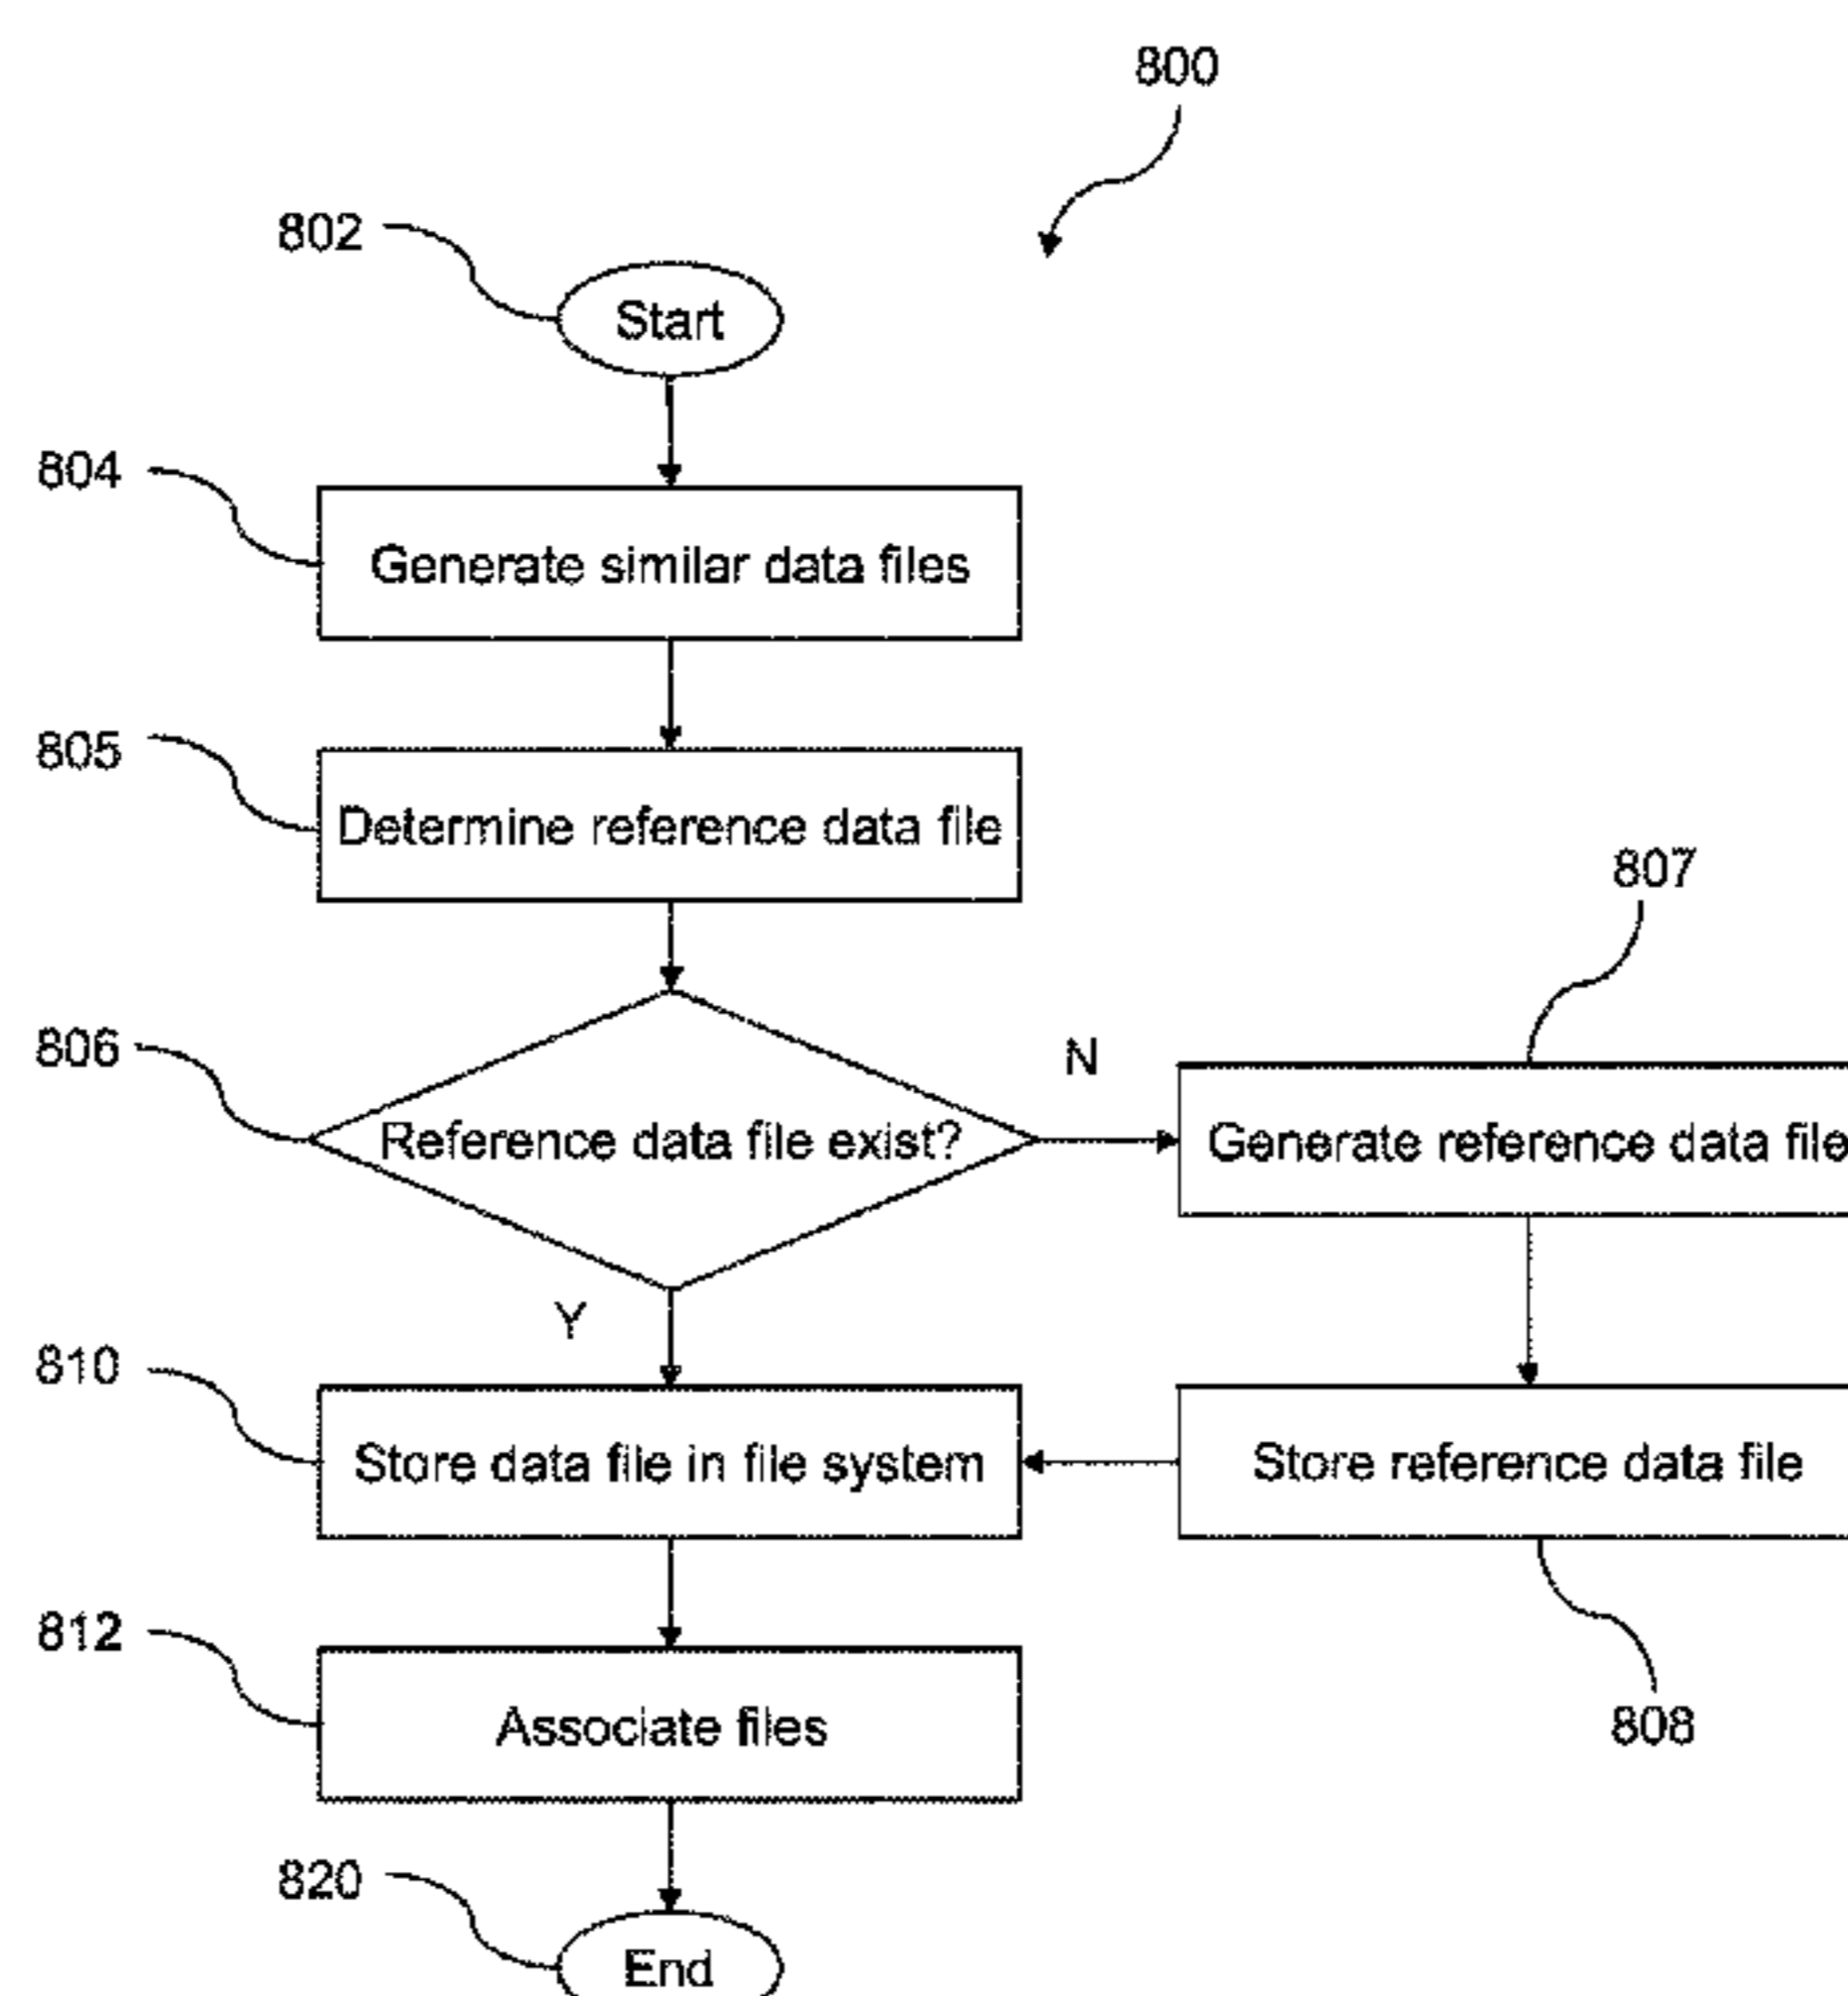 800
802
Start
804
Generate similar data files
805
Determine reference data file
807
806
N
Reference data file exist?
Generate reference data file
Y
810
Store data file in file system
Store reference data file
812
Associate files
808
820
End